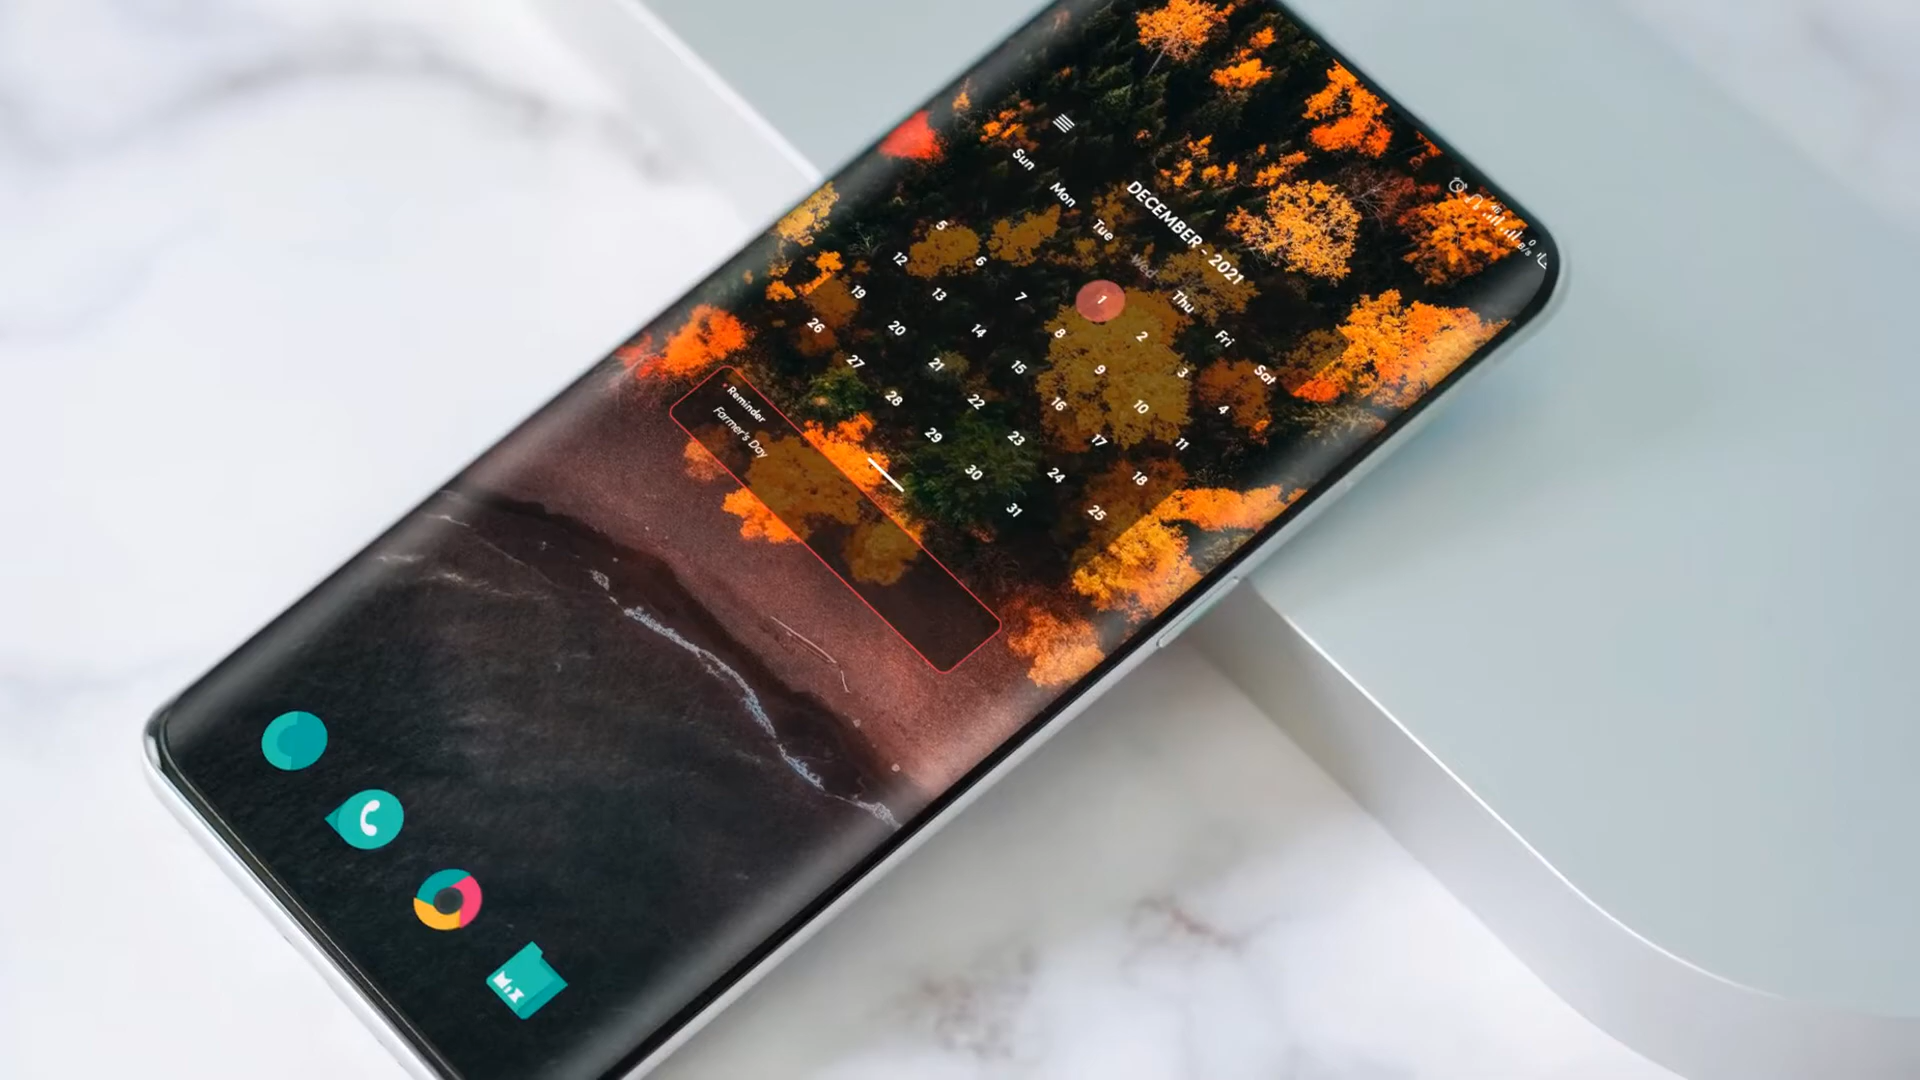 DECEMBER - 2021
Sun Mon Tue Wed Thu Fri Sat
1 2 3 4
5 6 7 8 9 10 11
12 13 14 15 16 17 18
19 20 21 22 23 24 25
26 27 28 29 30 31
Reminder
Farmer's Day
MiX